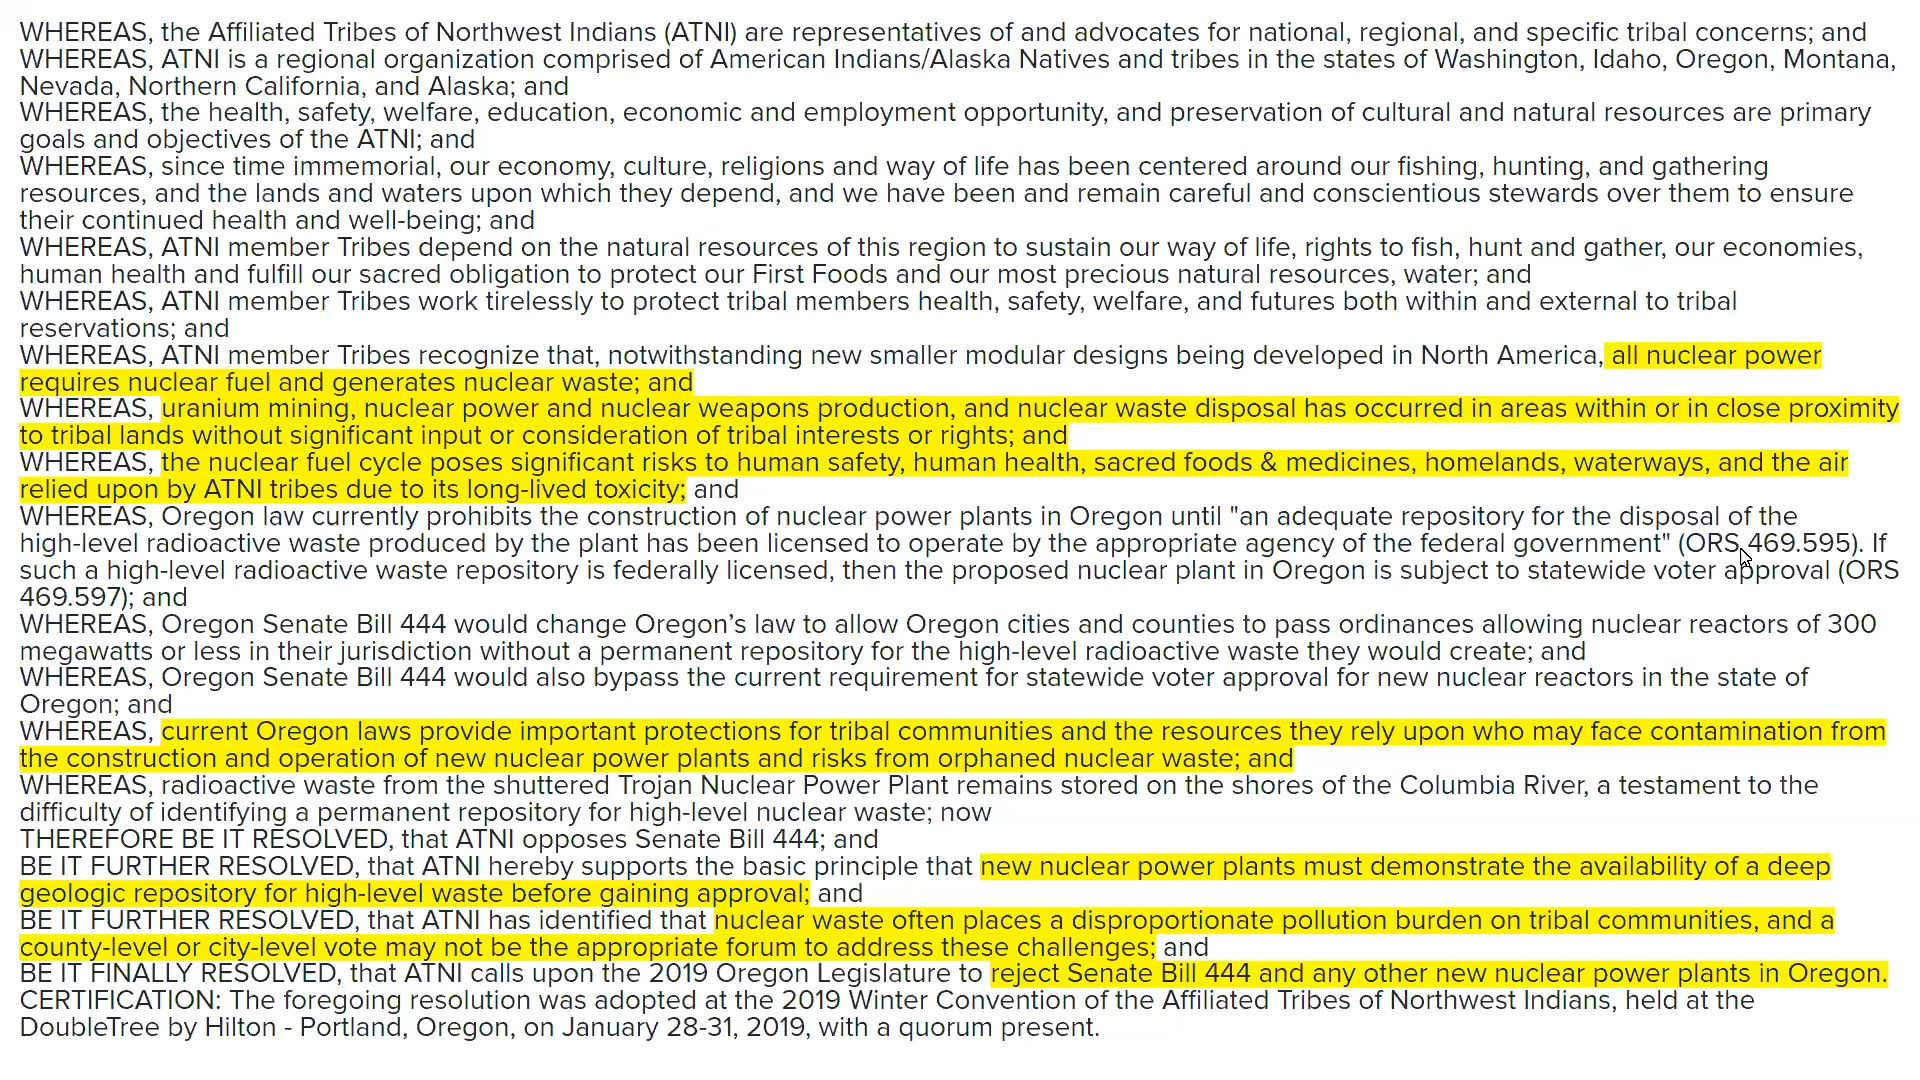 WHEREAS, the Affiliated Tribes of Northwest Indians (ATNI) are representatives of and advocates for national, regional, and specific tribal concerns; and
WHEREAS, ATNI is a regional organization comprised of American Indians/Alaska Natives and tribes in the states of Washington, Idaho, Oregon, Montana,
Nevada, Northern California, and Alaska; and
WHEREAS, the health, safety, welfare, education, economic and employment opportunity, and preservation of cultural and natural resources are primary
goals and objectives of the ATNI; and
WHEREAS, since time immemorial, our economy, culture, religions and way of life has been centered around our fishing, hunting, and gathering
resources, and the lands and waters upon which they depend, and we have been and remain careful and conscientious stewards over them to ensure
their continued health and well-being; and
WHEREAS, ATNI member Tribes depend on the natural resources of this region to sustain our way of life, rights to fish, hunt and gather, our economies,
human health and fulfill our sacred obligation to protect our First Foods and our most precious natural resources, water; and
WHEREAS, ATNI member Tribes work tirelessly to protect tribal members health, safety, welfare, and futures both within and external to tribal
reservations; and
WHEREAS, ATNI member Tribes recognize that, notwithstanding new smaller modular designs being developed in North America, all nuclear power
requires nuclear fuel and generates nuclear waste; and
WHEREAS, uranium mining, nuclear power and nuclear weapons production, and nuclear waste disposal has occurred in areas within or in close proximity
to tribal lands without significant input or consideration of tribal interests or rights; and
WHEREAS, the nuclear fuel cycle poses significant risks to human safety, human health, sacred foods & medicines, homelands, waterways, and the air
relied upon by ATNI tribes due to its long-lived toxicity; and
WHEREAS, Oregon law currently prohibits the construction of nuclear power plants in Oregon until "an adequate repository for the disposal of the
high-level radioactive waste produced by the plant has been licensed to operate by the appropriate agency of the federal government" (ORS 469.595). If
such a high-level radioactive waste repository is federally licensed, then the proposed nuclear plant in Oregon is subject to statewide voter approval (ORS
469.597); and
WHEREAS, Oregon Senate Bill 444 would change Oregon’s law to allow Oregon cities and counties to pass ordinances allowing nuclear reactors of 300
megawatts or less in their jurisdiction without a permanent repository for the high-level radioactive waste they would create; and
WHEREAS, Oregon Senate Bill 444 would also bypass the current requirement for statewide voter approval for new nuclear reactors in the state of
Oregon; and
WHEREAS, current Oregon laws provide important protections for tribal communities and the resources they rely upon who may face contamination from
the construction and operation of new nuclear power plants and risks from orphaned nuclear waste; and
WHEREAS, radioactive waste from the shuttered Trojan Nuclear Power Plant remains stored on the shores of the Columbia River, a testament to the
difficulty of identifying a permanent repository for high-level nuclear waste; now
THEREFORE BE IT RESOLVED, that ATNI opposes Senate Bill 444; and
BE IT FURTHER RESOLVED, that ATNI hereby supports the basic principle that new nuclear power plants must demonstrate the availability of a deep
geologic repository for high-level waste before gaining approval; and
BE IT FURTHER RESOLVED, that ATNI has identified that nuclear waste often places a disproportionate pollution burden on tribal communities, and a
county-level or city-level vote may not be the appropriate forum to address these challenges; and
BE IT FINALLY RESOLVED, that ATNI calls upon the 2019 Oregon Legislature to reject Senate Bill 444 and any other new nuclear power plants in Oregon.
CERTIFICATION: The foregoing resolution was adopted at the 2019 Winter Convention of the Affiliated Tribes of Northwest Indians, held at the
DoubleTree by Hilton - Portland, Oregon, on January 28-31, 2019, with a quorum present.